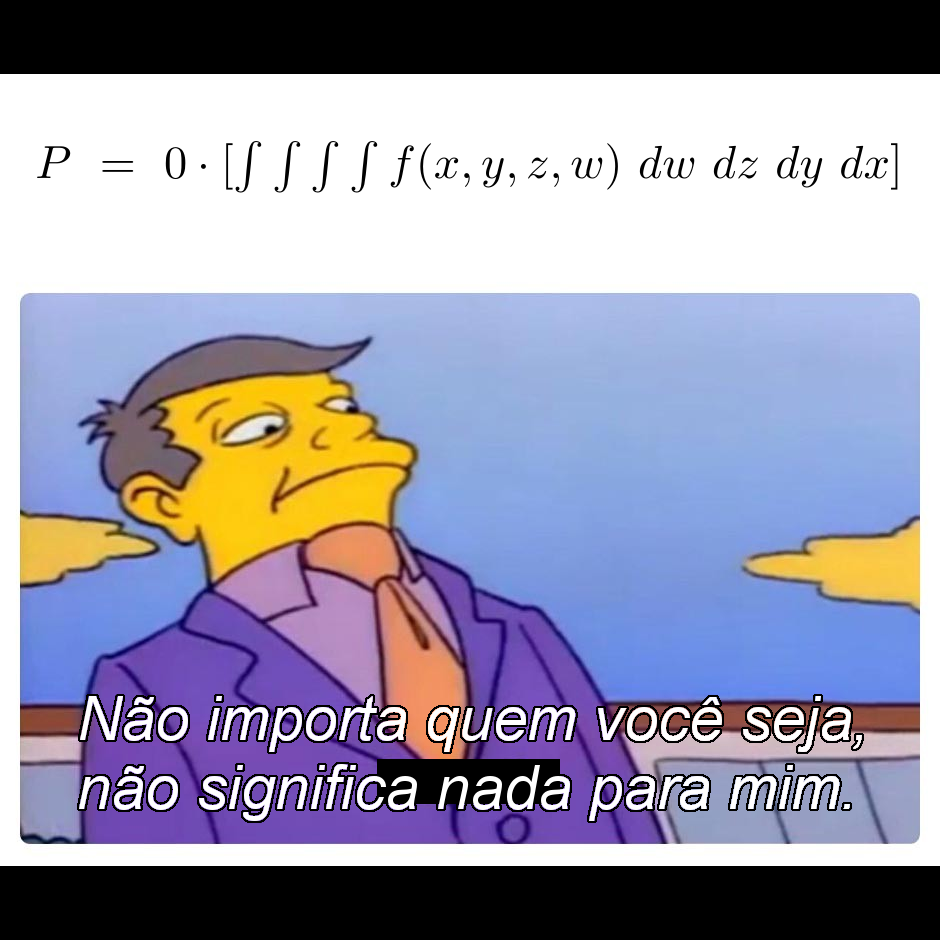 P = 0 · [∫ ∫ ∫ ∫ f(x, y, z, w) dw dz dy dx]
Não importa quem você seja,
não significa nada para mim.